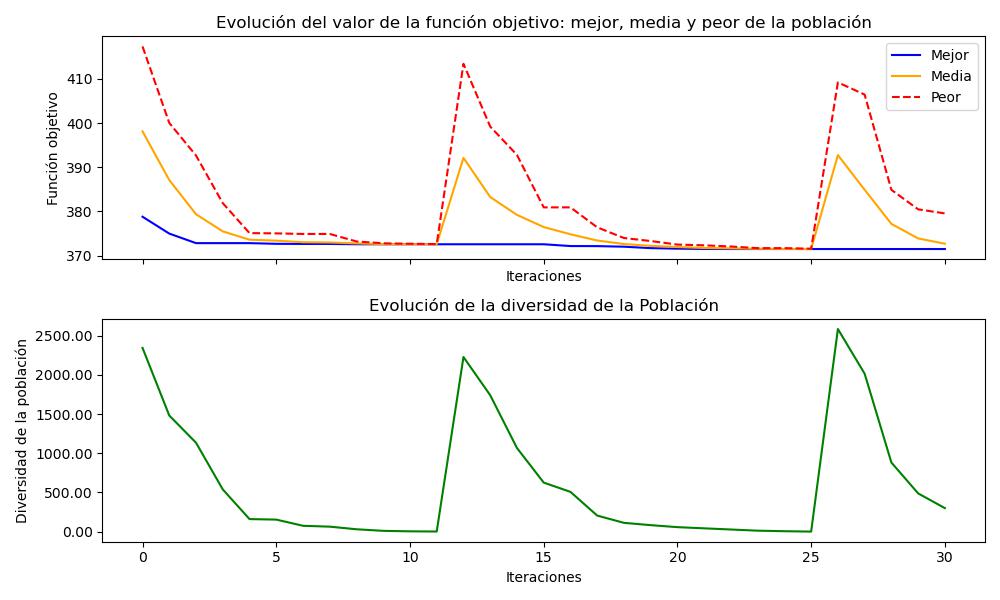 Evolución del valor de la función objetivo: mejor, media y peor de la población
Función objetivo
410
400
390
380
370
Mejor
Media
Peor
Iteraciones
Evolución de la diversidad de la Población
Diversidad de la población
2500.00
2000.00
1500.00
1000.00
500.00
0.00
0 5 10 15 20 25 30
Iteraciones